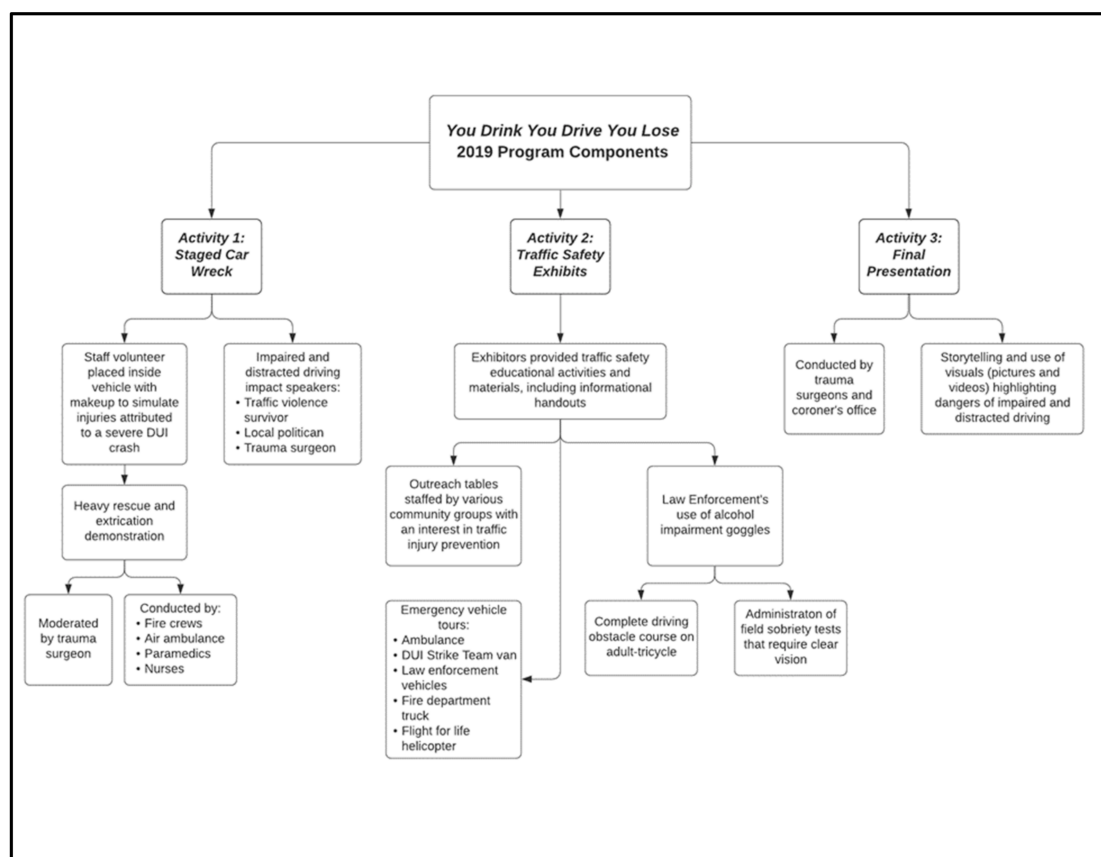 You Drink You Drive You Lose
2019 Program Components
Activity 1:
Staged Car
Wreck
Activity 2:
Traffic Safety
Exhibits
Activity 3:
Final
Presentation
Staff volunteer
placed inside
vehicle with
makeup to simulate
injuries attributed
to a severe DUI
crash
Impaired and
distracted driving
impact speakers:
• Traffic violence
survivor
• Local politican
• Trauma surgeon
Exhibitors provided traffic safety
educational activities and
materials, including informational
handouts
Conducted by
trauma
surgeons and
coroner's office
Storytelling and use of
visuals (pictures and
videos) highlighting
dangers of impaired and
distracted driving
Heavy rescue and
extrication
demonstration
Outreach tables
staffed by various
community groups with
an interest in traffic
injury prevention
Law Enforcement's
use of alcohol
impairment goggles
Moderated
by trauma
surgeon
Conducted by:
• Fire crews
• Air ambulance
• Paramedics
• Nurses
Emergency vehicle
tours:
• Ambulance
• DUI Strike Team van
• Law enforcement
vehicles
• Fire department
truck
• Flight for life
helicopter
Complete driving
obstacle course on
adult-tricycle
Administraton of
field sobriety tests
that require clear
vision